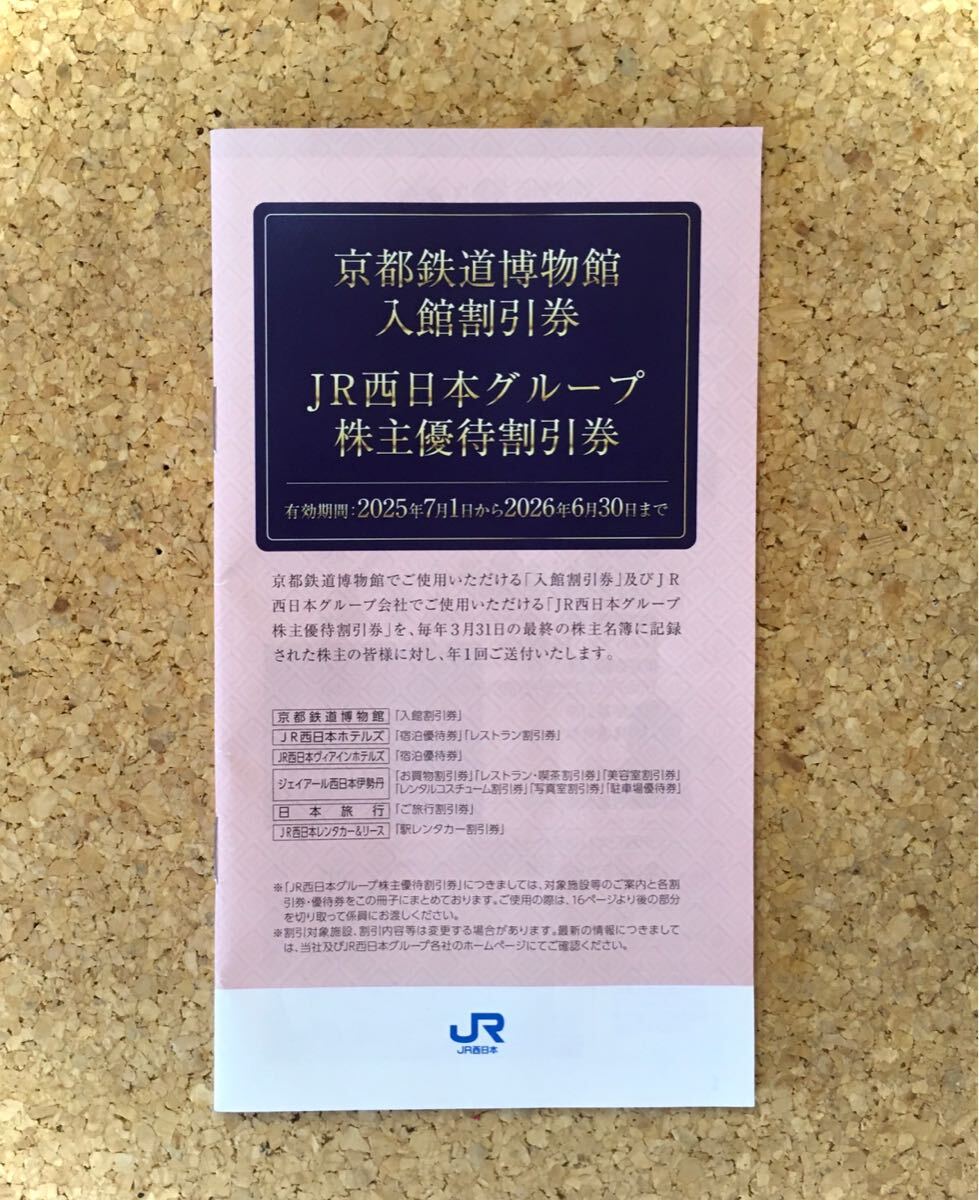 京都鉄道博物館
入館割引券
JR西日本グループ
株主優待割引券
有効期間：2025年7月1日から2026年6月30日まで
京都鉄道博物館でご使用いただける「入館割引券」及びJR
西日本グループ会社でご使用いただける「JR西日本グループ
株主優待割引券」を、毎年3月31日の最終の株主名簿に記録
された株主の皆様に対し、年1回ご送付いたします。
京都鉄道博物館 「入館割引券」
JR西日本ホテルズ 「宿泊優待券」「レストラン割引券」
JR西日本ヴィアインホテルズ 「宿泊優待券」
ジェイアール西日本伊勢丹 「お買物割引券」「レストラン・喫茶割引券」「美容室割引券」
「レンタルコスチューム割引券」「写真室割引券」「駐車場優待券」
日本旅行 「ご旅行割引券」
JR西日本レンタカー&リース 「駅レンタカー割引券」
※「JR西日本グループ株主優待割引券」につきましては、対象施設等のご案内と各割
引券・優待券をこの冊子にまとめております。ご使用の際は、16ページより後の部分
を切り取って係員にお渡しください。
※割引対象施設、割引内容等は変更する場合があります。最新の情報につきまして
は、当社及びJR西日本グループ各社のホームページにてご確認ください。
JR
JR西日本